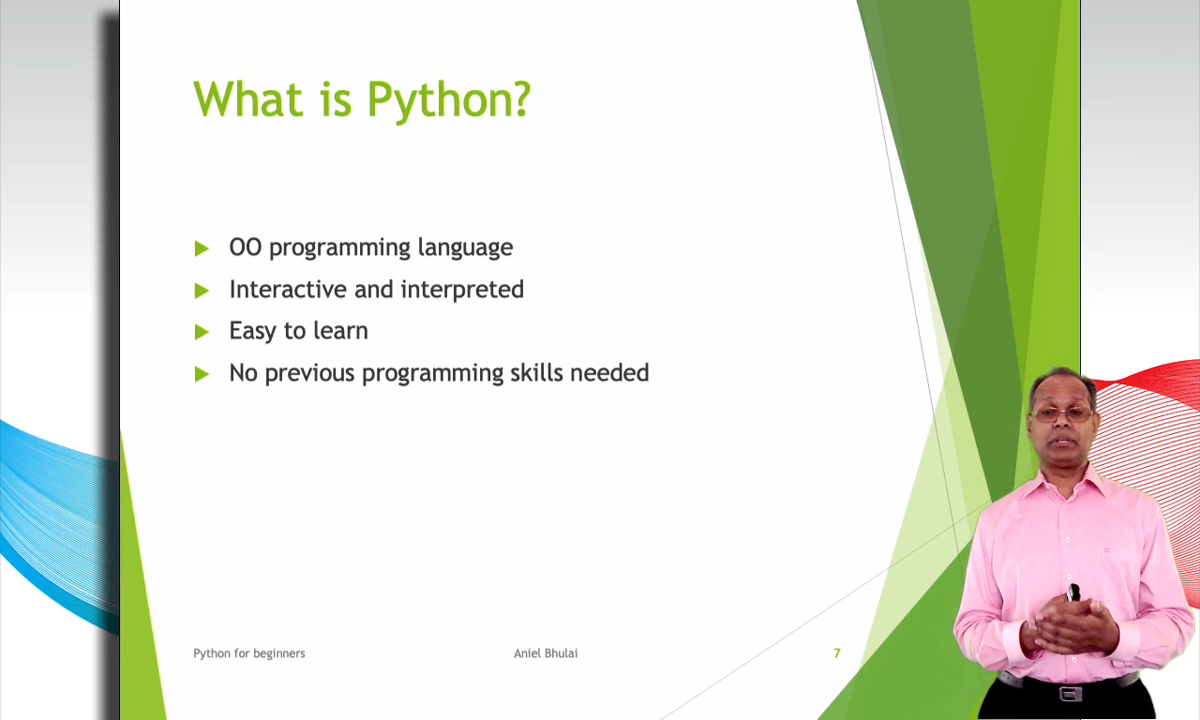 What is Python?
OO programming language
Interactive and interpreted
Easy to learn
No previous programming skills needed
Python for beginners
Aniel Bhulai
7